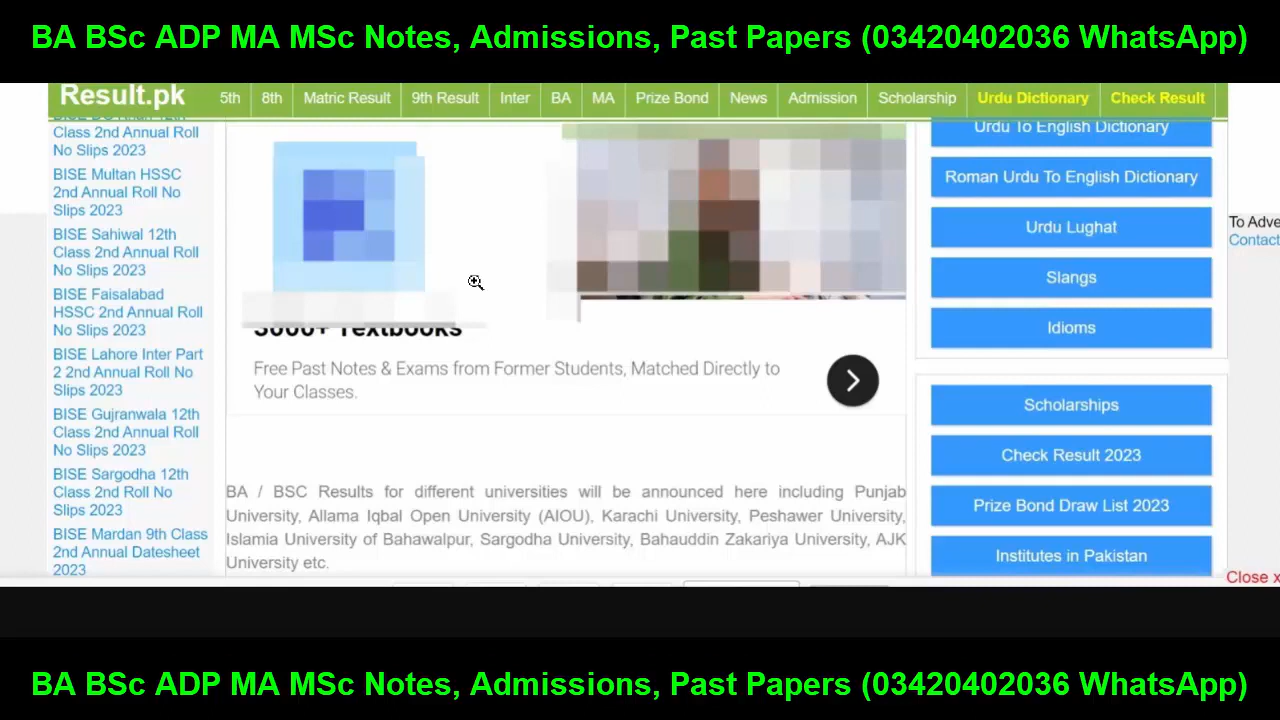 BA BSc ADP MA MSc Notes, Admissions, Past Papers (03420402036 WhatsApp)
Result.pk
5th 8th Matric Result 9th Result Inter BA MA Prize Bond News Admission Scholarship Urdu Dictionary Check Result
Class 2nd Annual Roll
No Slips 2023
BISE Multan HSSC
2nd Annual Roll No
Slips 2023
BISE Sahiwal 12th
Class 2nd Annual Roll
No Slips 2023
BISE Faisalabad
HSSC 2nd Annual Roll
No Slips 2023
BISE Lahore Inter Part
2 2nd Annual Roll No
Slips 2023
BISE Gujranwala 12th
Class 2nd Annual Roll
No Slips 2023
BISE Sargodha 12th
Class 2nd Roll No
Slips 2023
BISE Mardan 9th Class
2nd Annual Datesheet
2023
3000+ Textbooks
Free Past Notes & Exams from Former Students, Matched Directly to
Your Classes.
BA / BSC Results for different universities will be announced here including Punjab
University, Allama Iqbal Open University (AIOU), Karachi University, Peshawer University,
Islamia University of Bahawalpur, Sargodha University, Bahauddin Zakariya University, AJK
University etc.
Urdu To English Dictionary
Roman Urdu To English Dictionary
Urdu Lughat
Slangs
Idioms
Scholarships
Check Result 2023
Prize Bond Draw List 2023
Institutes in Pakistan
To Adve
Contact
Close x
BA BSc ADP MA MSc Notes, Admissions, Past Papers (03420402036 WhatsApp)